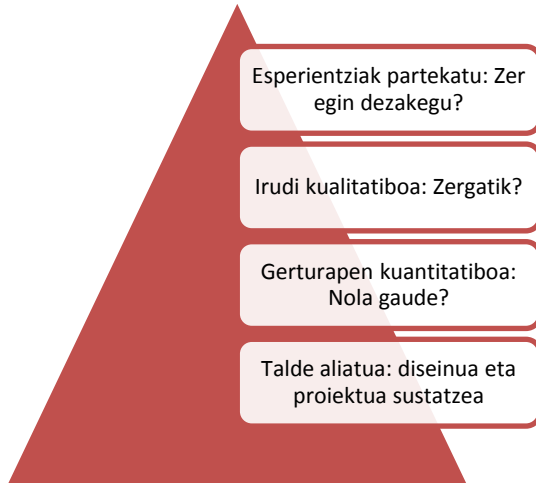 Esperientziak partekatu: Zer
egin dezakegu?
Irudi kualitatiboa: Zergatik?
Gerturapen kuantitatiboa:
Nola gaude?
Talde aliatua: diseinua eta
proiektua sustatzea